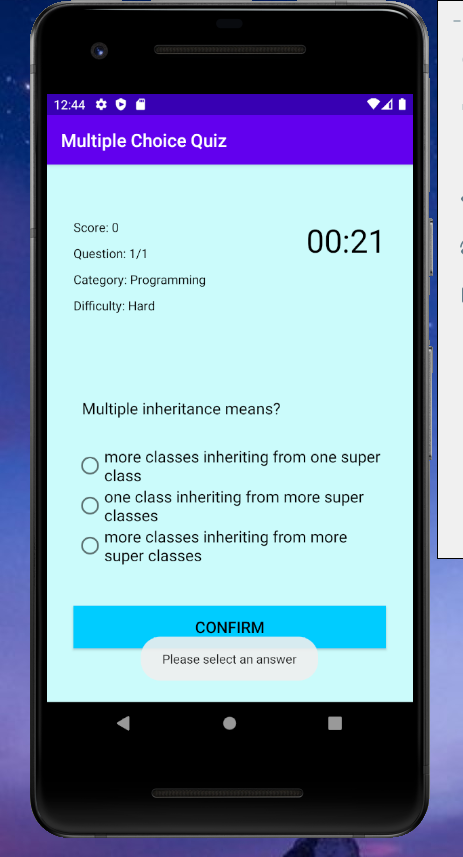 12:44
Multiple Choice Quiz
Score: 0
00:21
Question: 1/1
Category: Programming
Difficulty: Hard
Multiple inheritance means?
more classes inheriting from one super
class
one class inheriting from more super
classes
more classes inheriting from more
super classes
CONFIRM
Please select an answer